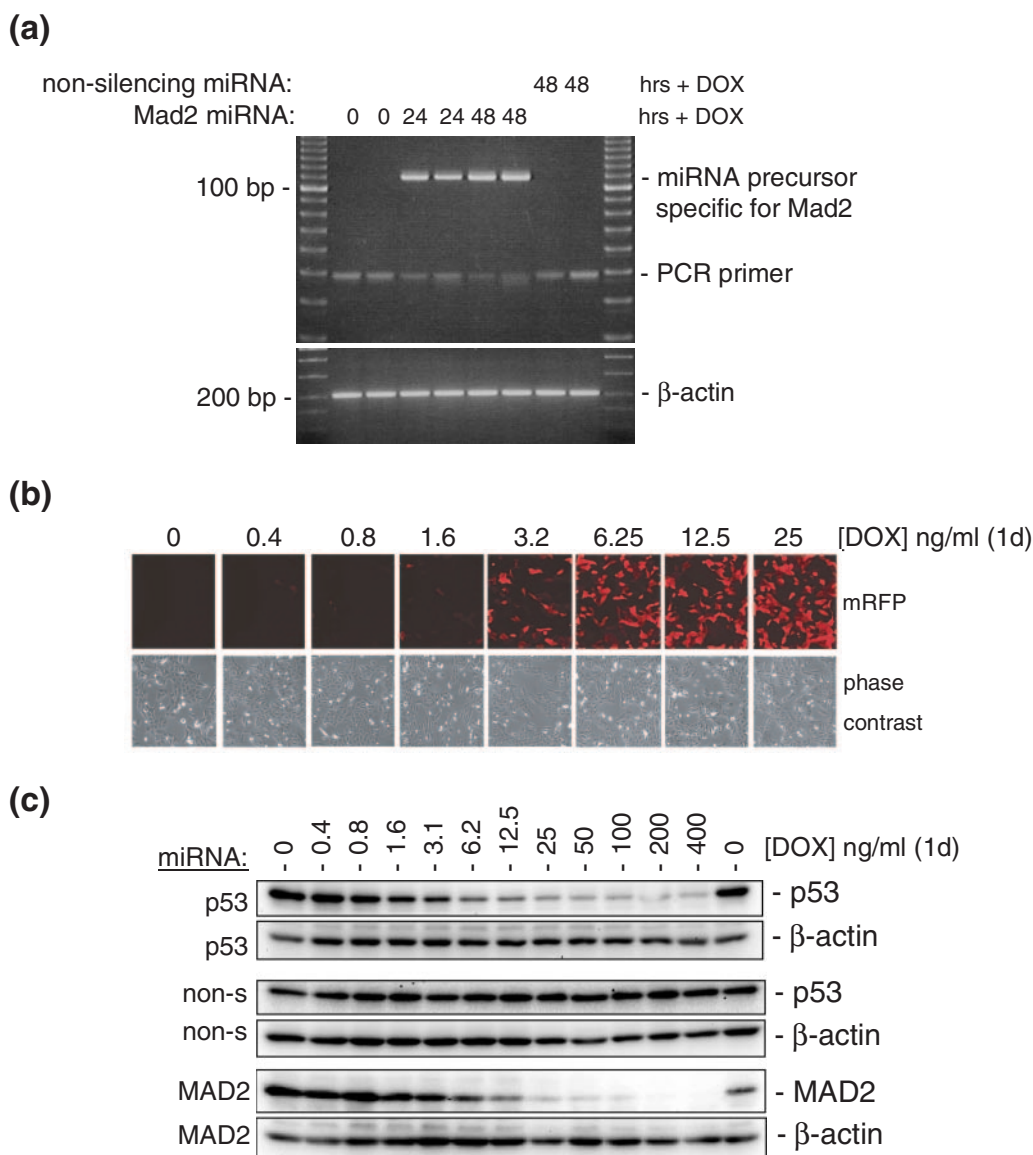 (a)
non-silencing miRNA: 48 48 hrs + DOX
Mad2 miRNA: 0 0 24 24 48 48 hrs + DOX
100 bp - - miRNA precursor
specific for Mad2
- PCR primer
200 bp - - β-actin
(b)
0 0.4 0.8 1.6 3.2 6.25 12.5 25 [DOX] ng/ml (1d)
mRFP
phase
contrast
(c)
miRNA: - 0 - 0.4 - 0.8 - 1.6 - 3.1 - 6.2 - 12.5 - 25 - 50 - 100 - 200 - 400 - 0 [DOX] ng/ml (1d)
p53 - p53
p53 - β-actin
non-s - p53
non-s - β-actin
MAD2 - MAD2
MAD2 - β-actin